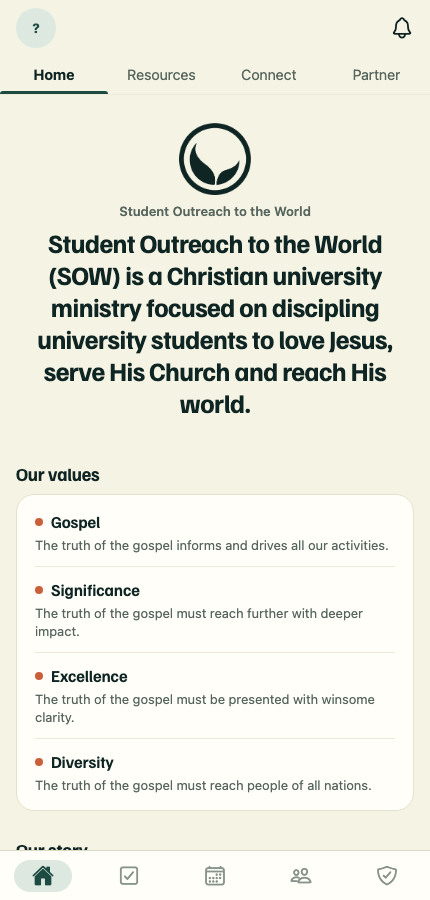 ?
Home Resources Connect Partner
Student Outreach to the World
Student Outreach to the World
(SOW) is a Christian university
ministry focused on discipling
university students to love Jesus,
serve His Church and reach His
world.
Our values
Gospel
The truth of the gospel informs and drives all our activities.
Significance
The truth of the gospel must reach further with deeper
impact.
Excellence
The truth of the gospel must be presented with winsome
clarity.
Diversity
The truth of the gospel must reach people of all nations.
Our story